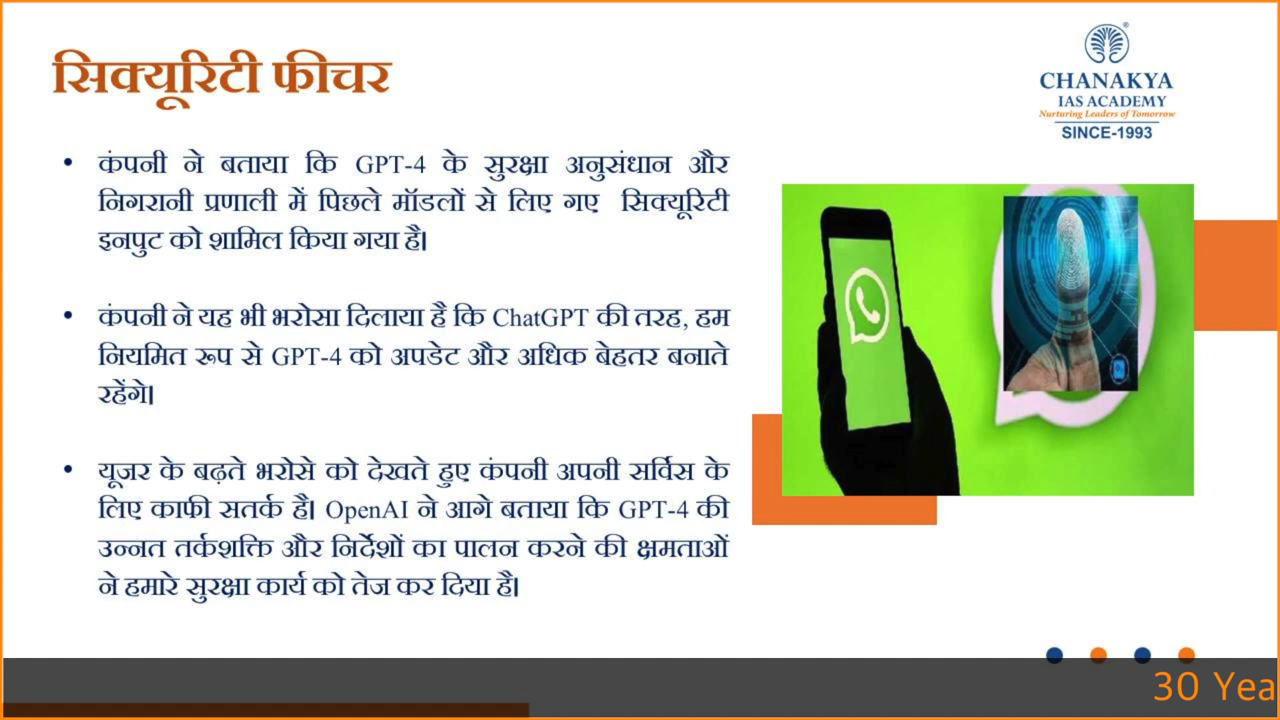 सिक्यूरिटी फीचर
CHANAKYA
IAS ACADEMY
Nurturing Leaders of Tomorrow
SINCE-1993
• कंपनी ने बताया कि GPT-4 के सुरक्षा अनुसंधान और
निगरानी प्रणाली में पिछले मॉडलों से लिए गए सिक्यूरिटी
इनपुट को शामिल किया गया है।
• कंपनी ने यह भी भरोसा दिलाया है कि ChatGPT की तरह, हम
नियमित रूप से GPT-4 को अपडेट और अधिक बेहतर बनाते
रहेंगे।
• यूजर के बढ़ते भरोसे को देखते हुए कंपनी अपनी सर्विस के
लिए काफी सतर्क है। OpenAI ने आगे बताया कि GPT-4 की
उन्नत तर्कशक्ति और निर्देशों का पालन करने की क्षमताओं
ने हमारे सुरक्षा कार्य को तेज कर दिया है।
30 Yea